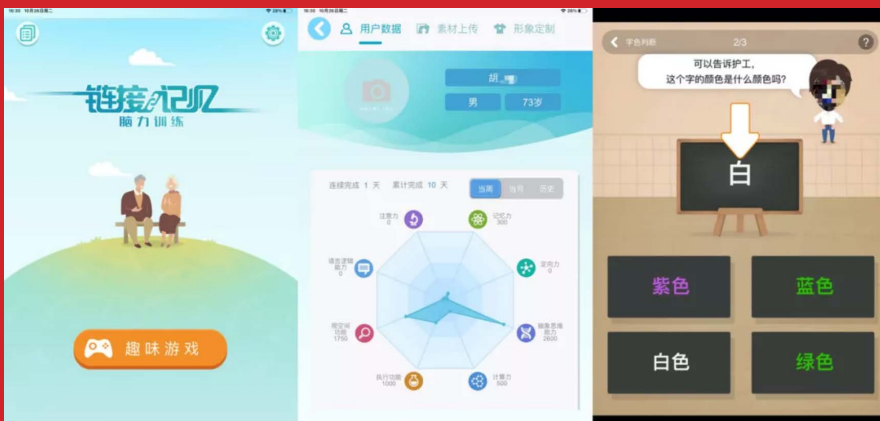 链接记忆
脑力训练
趣味游戏
用户数据
素材上传
形象定制
胡
男
73岁
连续完成 1 天
累计完成 10 天
当周
当月
历史
注意力
0
记忆力
300
语言逻辑
能力
0
定向力
0
视空间
功能
1750
抽象思维
能力
2600
执行功能
1000
计算力
500
字色判断
2/3
?
可以告诉护工,
这个字的颜色是什么颜色吗?
白
紫色
蓝色
白色
绿色